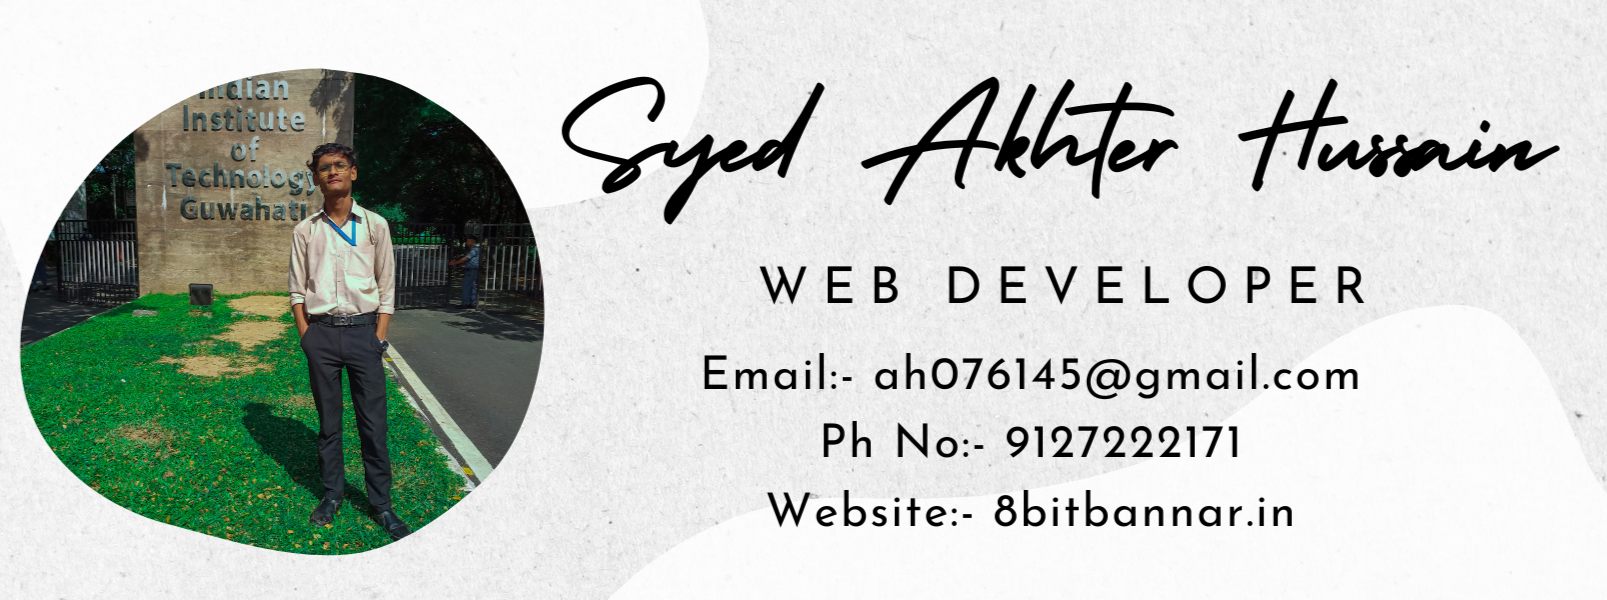 Indian
Institute
of
Technology
Guwahati
Syed Akhter Hussain
WEB DEVELOPER
Email:- ah076145@gmail.com
Ph No:- 9127222171
Website:- 8bitbannar.in